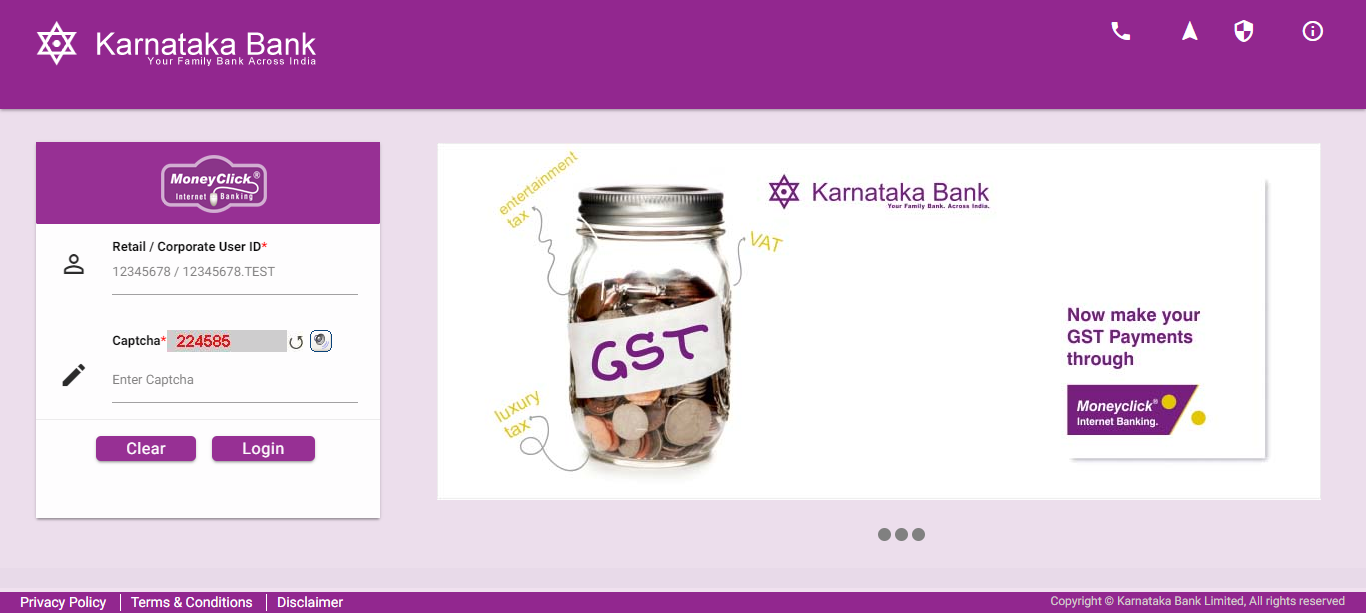 Karnataka Bank
Your Family Bank Across India
MoneyClick®
Internet Banking
Retail / Corporate User ID*
12345678 / 12345678.TEST
Captcha* 224585
Enter Captcha
Clear Login
entertainment
tax
Karnataka Bank
Your Family Bank. Across India.
VAT
GST
luxury
tax
Now make your
GST Payments
through
Moneyclick®
Internet Banking.
Privacy Policy Terms & Conditions Disclaimer
Copyright © Karnataka Bank Limited, All rights reserved